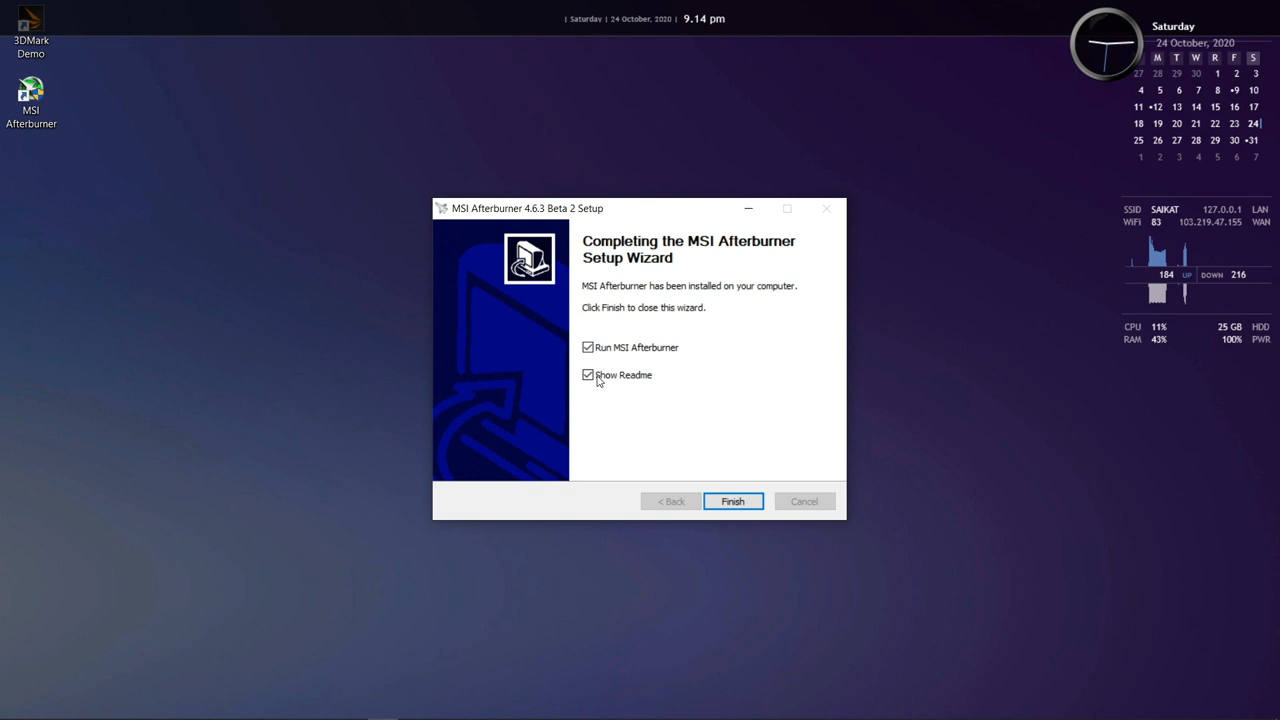 3DMark
Demo
MSI
Afterburner
| Saturday | 24 October, 2020 | 9.14 pm
Saturday
24 October, 2020
M T W R F S
27 28 29 30 1 2 3
4 5 6 7 8 •9 10
11 •12 13 14 15 16 17
18 19 20 21 22 23 24
25 26 27 28 29 30 •31
1 2 3 4 5 6 7
SSID SAIKAT 127.0.0.1 LAN
WiFi 83 103.219.47.155 WAN
184 UP DOWN 216
CPU 11% 25 GB HDD
RAM 43% 100% PWR
MSI Afterburner 4.6.3 Beta 2 Setup
Completing the MSI Afterburner
Setup Wizard
MSI Afterburner has been installed on your computer.
Click Finish to close this wizard.
Run MSI Afterburner
Show Readme
< Back Finish Cancel